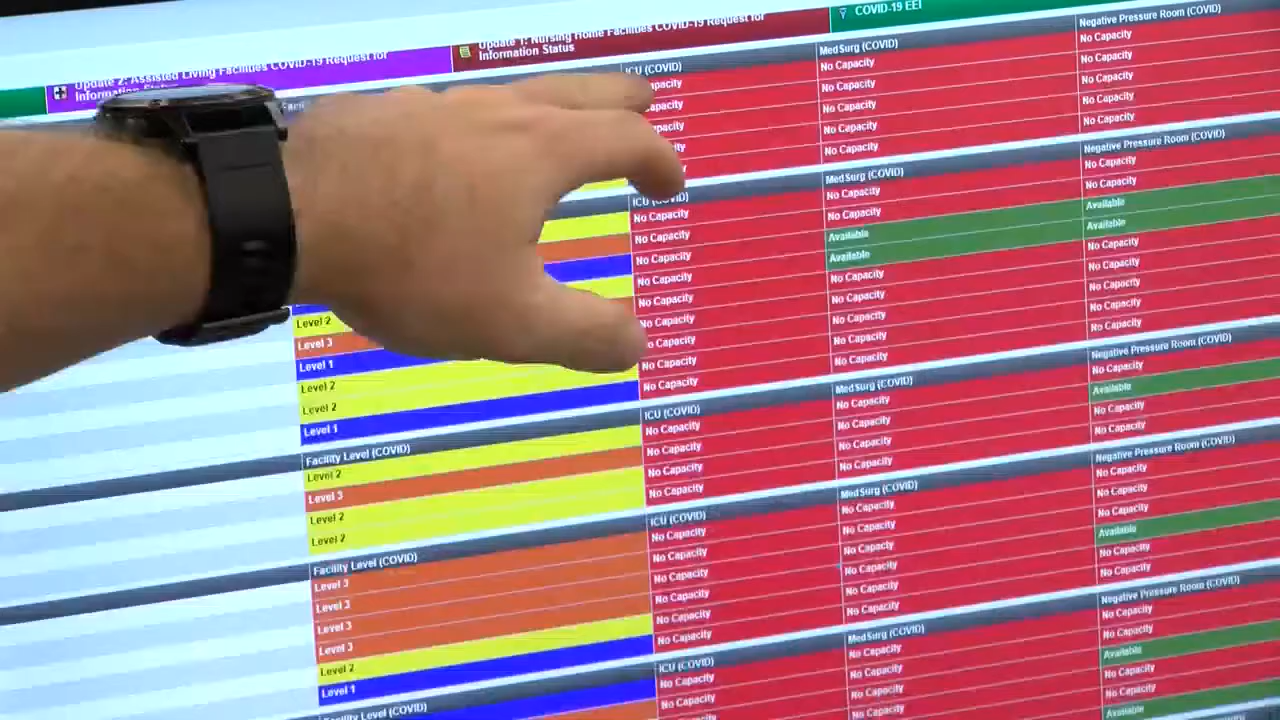 Update 2: Assisted Living Facilities COVID-19 Request for
Information
Update 1: Nursing Home Facilities COVID-19 Request for
Information Status
COVID-19 EEI
ICU (COVID) MedSurg (COVID) Negative Pressure Room (COVID)
No Capacity No Capacity
No Capacity No Capacity
No Capacity No Capacity
No Capacity No Capacity
No Capacity No Capacity
ICU (COVID) MedSurg (COVID) Negative Pressure Room (COVID)
No Capacity No Capacity No Capacity
No Capacity No Capacity No Capacity
No Capacity Available Available
Level 2 No Capacity Available Available
Level 3 No Capacity No Capacity No Capacity
Level 1 No Capacity No Capacity No Capacity
Level 2 No Capacity No Capacity No Capacity
Level 2 No Capacity No Capacity No Capacity
Level 1 No Capacity No Capacity No Capacity
Facility Level (COVID) ICU (COVID) MedSurg (COVID) Negative Pressure Room (COVID)
Level 2 No Capacity No Capacity No Capacity
Level 3 No Capacity No Capacity Available
Level 2 No Capacity No Capacity No Capacity
Level 2 No Capacity No Capacity No Capacity
Facility Level (COVID) ICU (COVID) MedSurg (COVID) Negative Pressure Room (COVID)
Level 3 No Capacity No Capacity No Capacity
Level 3 No Capacity No Capacity No Capacity
Level 3 No Capacity No Capacity No Capacity
Level 3 No Capacity No Capacity Available
Level 2 No Capacity No Capacity No Capacity
Level 1 No Capacity No Capacity No Capacity
Facility Level (COVID) ICU (COVID) MedSurg (COVID) Negative Pressure Room (COVID)
No Capacity No Capacity No Capacity
No Capacity No Capacity No Capacity
No Capacity Available
No Capacity No Capacity
No Capacity
Available